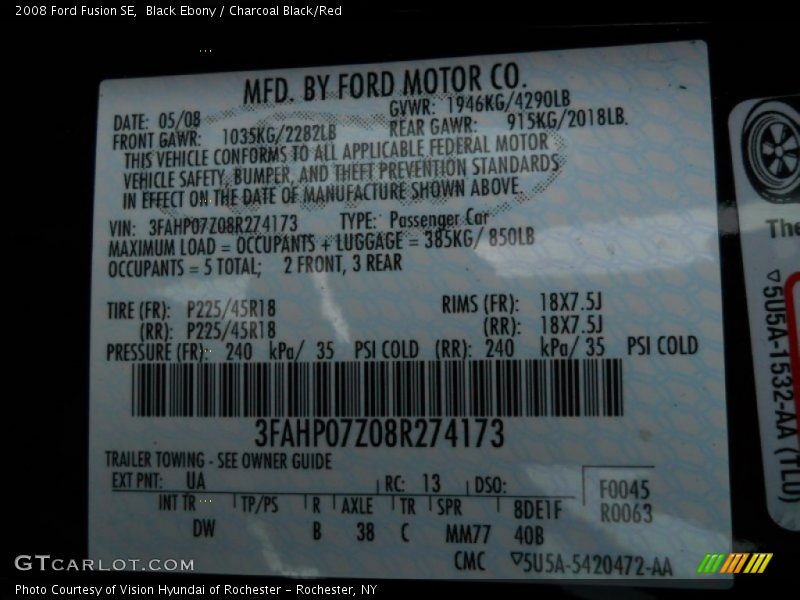 2008 Ford Fusion SE,  Black Ebony / Charcoal Black/Red
MFD. BY FORD MOTOR CO.
DATE: 05/08 GVWR: 1946KG/4290LB
FRONT GAWR: 1035KG/2282LB REAR GAWR: 915KG/2018LB.
THIS VEHICLE CONFORMS TO ALL APPLICABLE FEDERAL MOTOR
VEHICLE SAFETY, BUMPER, AND THEFT PREVENTION STANDARDS
IN EFFECT ON THE DATE OF MANUFACTURE SHOWN ABOVE.
VIN: 3FAHP07Z08R274173 TYPE: Passenger Car
MAXIMUM LOAD = OCCUPANTS + LUGGAGE = 385KG/ 850LB
OCCUPANTS = 5 TOTAL; 2 FRONT, 3 REAR
TIRE (FR): P225/45R18 RIMS (FR): 18X7.5J
(RR): P225/45R18 (RR): 18X7.5J
PRESSURE (FR): 240 kPa/ 35 PSI COLD (RR): 240 kPa/ 35 PSI COLD
3FAHP07Z08R274173
TRAILER TOWING - SEE OWNER GUIDE
EXT PNT: UA RC: 13 DSO: F0045
INT TR TP/PS R AXLE TR SPR 8DE1F R0063
DW B 38 C MM77 40B
CMC ▽5U5A-5420472-AA
The
▽5U5A-1532-AA (TLO)
GTCARLOT.COM
Photo Courtesy of Vision Hyundai of Rochester – Rochester, NY